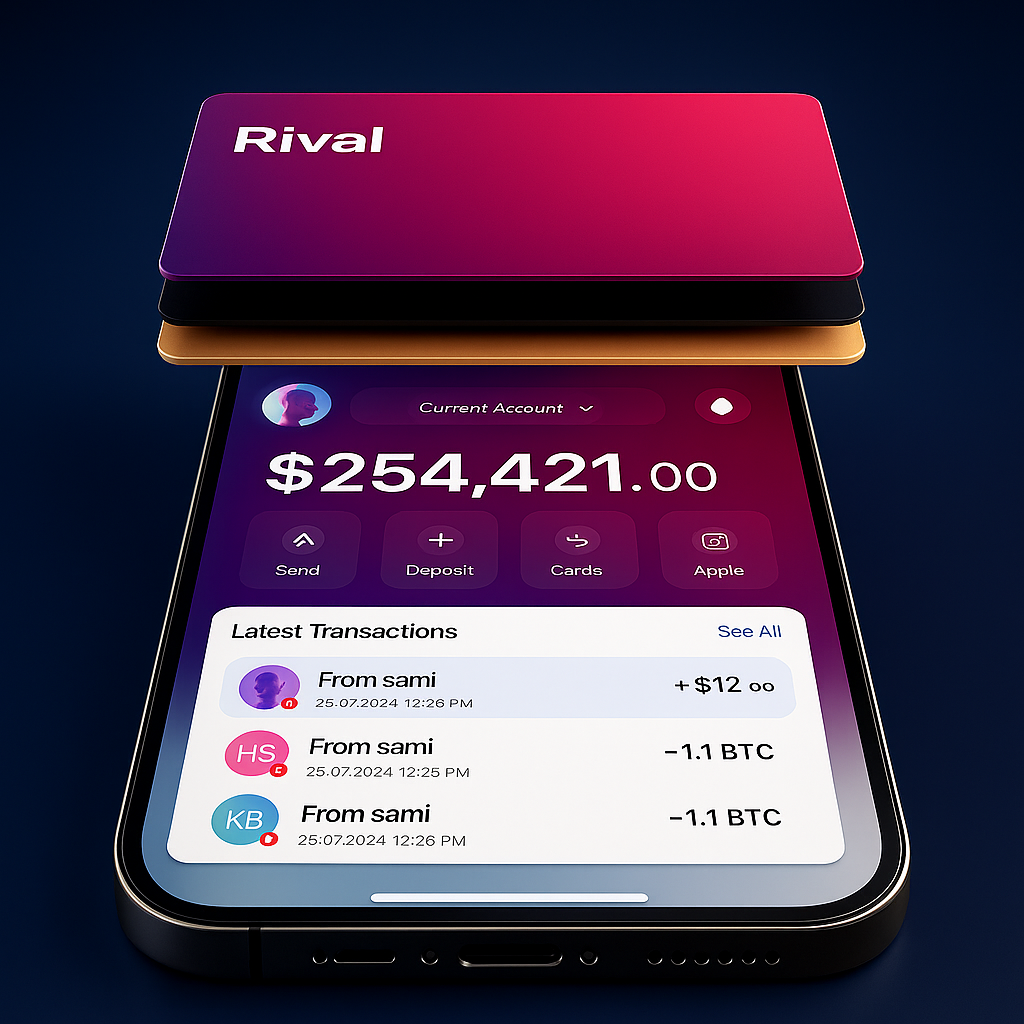 Rival
Current Account
$254,421.00
Send
Deposit
Cards
Apple
Latest Transactions
See All
From sami
+$12 00
25.07.2024 12:26 PM
HS
From sami
-1.1 BTC
25.07.2024 12:25 PM
KB
From sami
-1.1 BTC
25:07.2024 12:26 PM